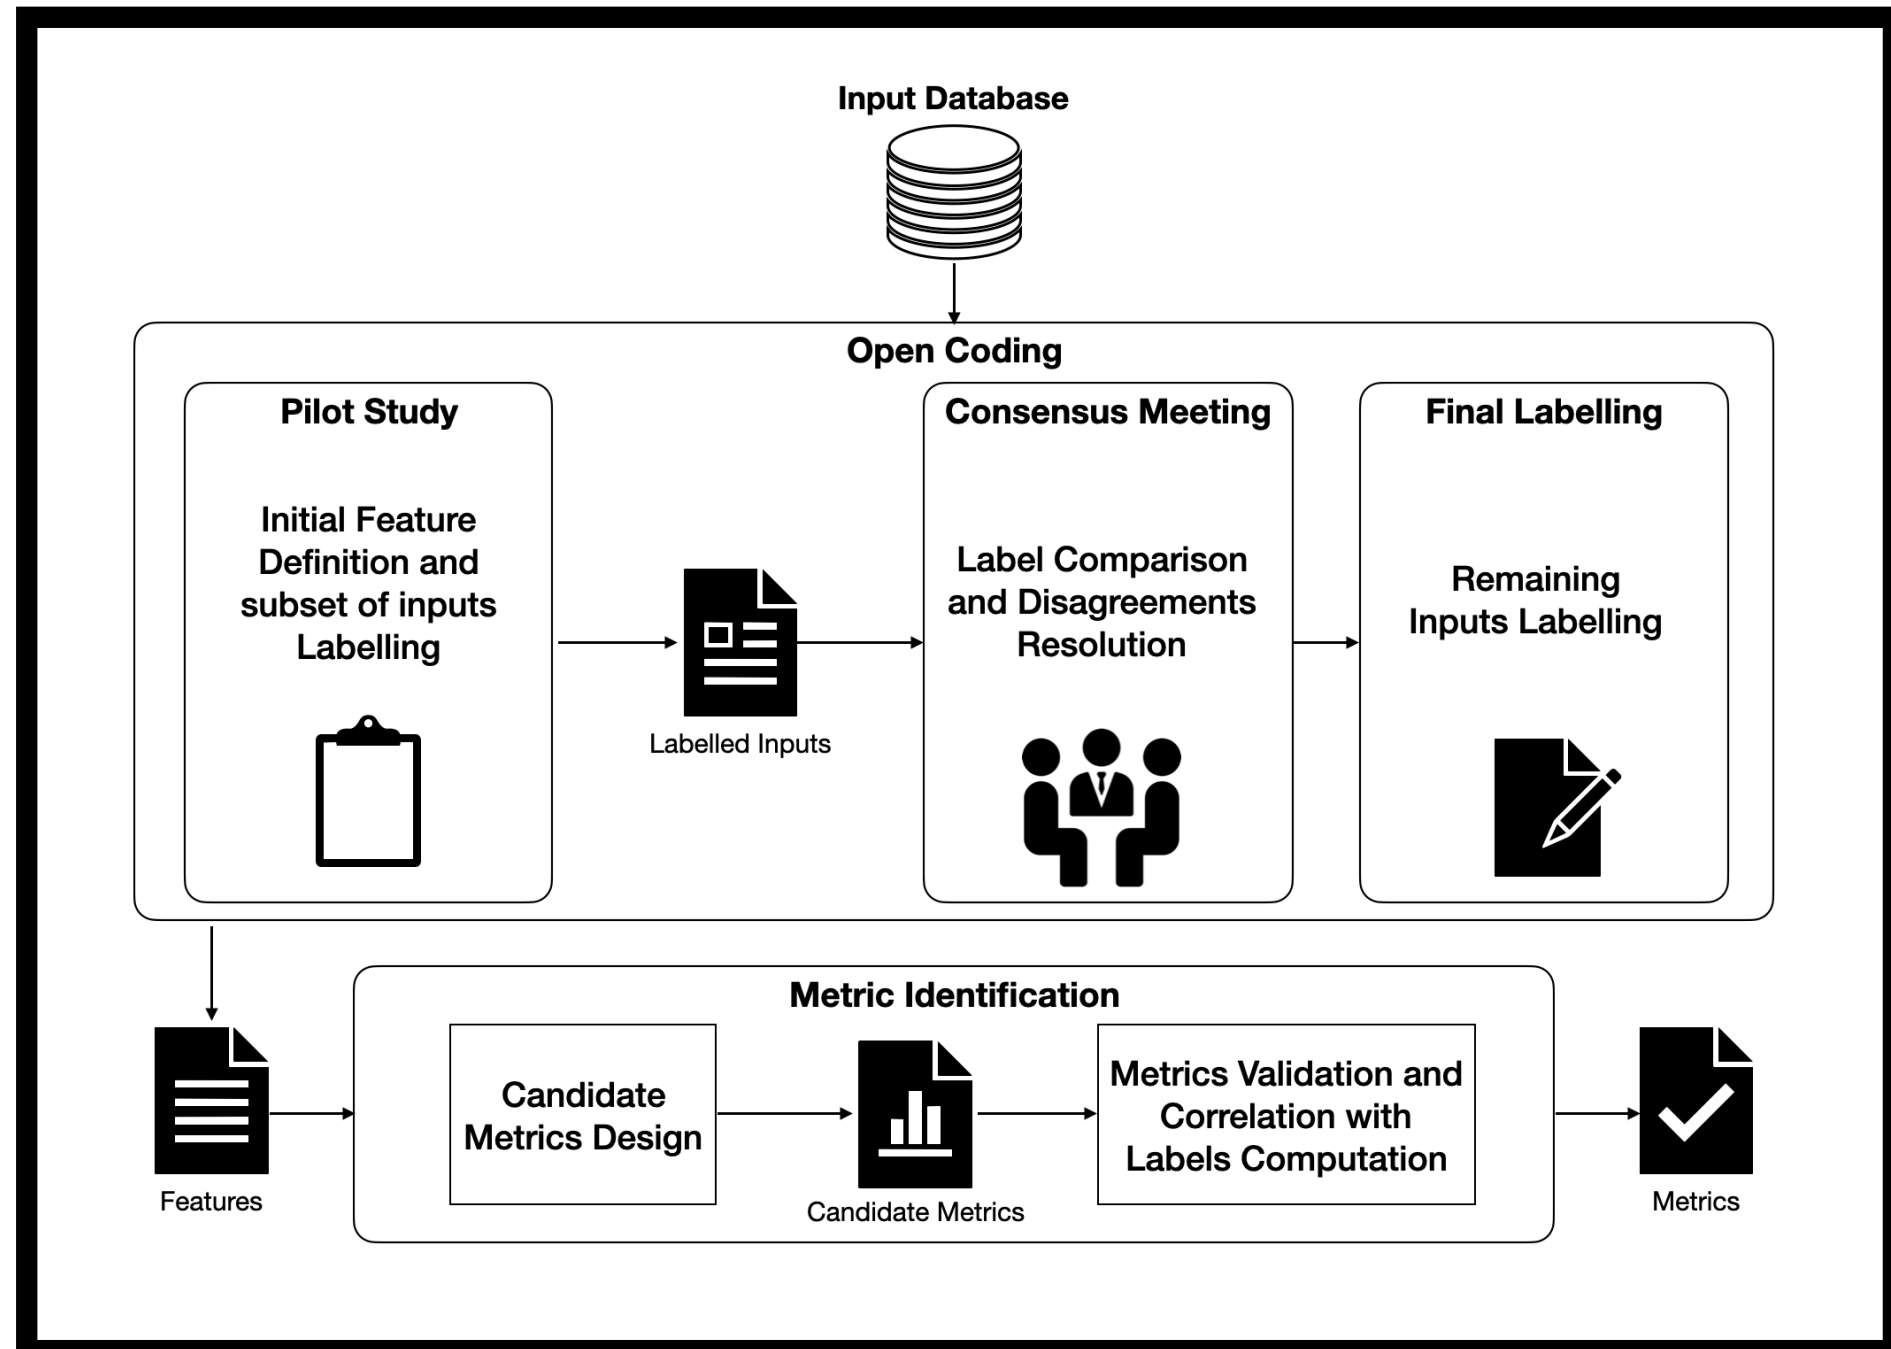 Input Database
Open Coding
Pilot Study
Initial Feature
Definition and
subset of inputs
Labelling
Labelled Inputs
Consensus Meeting
Label Comparison
and Disagreements
Resolution
Final Labelling
Remaining
Inputs Labelling
Features
Metric Identification
Candidate
Metrics Design
Candidate Metrics
Metrics Validation and
Correlation with
Labels Computation
Metrics